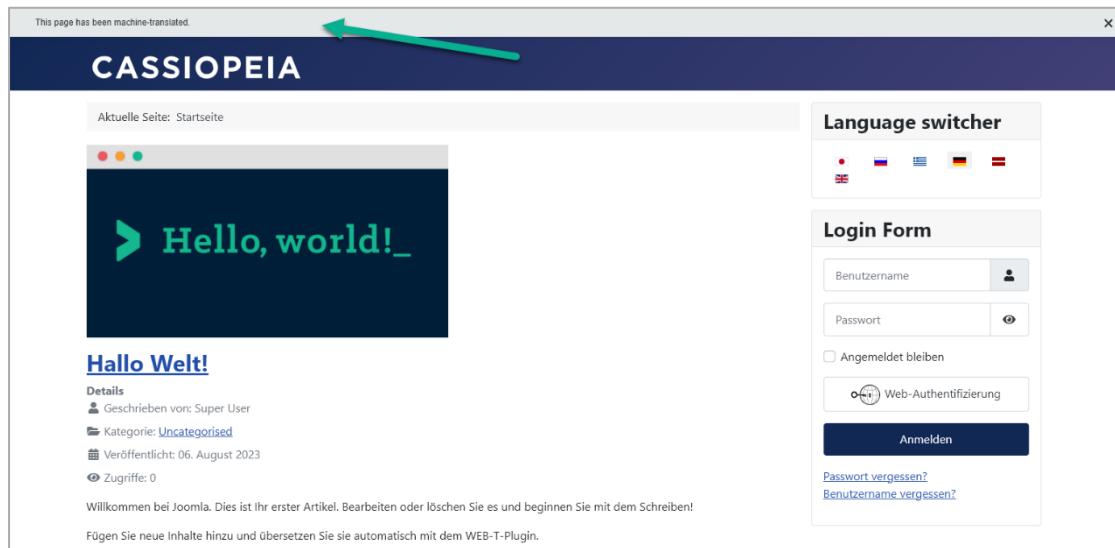 This page has been machine-translated.
CASSIOPEIA
Aktuelle Seite: Startseite
Hello, world!_
Hallo Welt!
Details
Geschrieben von: Super User
Kategorie: Uncategorised
Veröffentlicht: 06. August 2023
Zugriffe: 0
Willkommen bei Joomla. Dies ist Ihr erster Artikel. Bearbeiten oder löschen Sie es und beginnen Sie mit dem Schreiben!
Fügen Sie neue Inhalte hinzu und übersetzen Sie sie automatisch mit dem WEB-T-Plugin.
Language switcher
Login Form
Benutzername
Passwort
Angemeldet bleiben
Web-Authentifizierung
Anmelden
Passwort vergessen?
Benutzername vergessen?